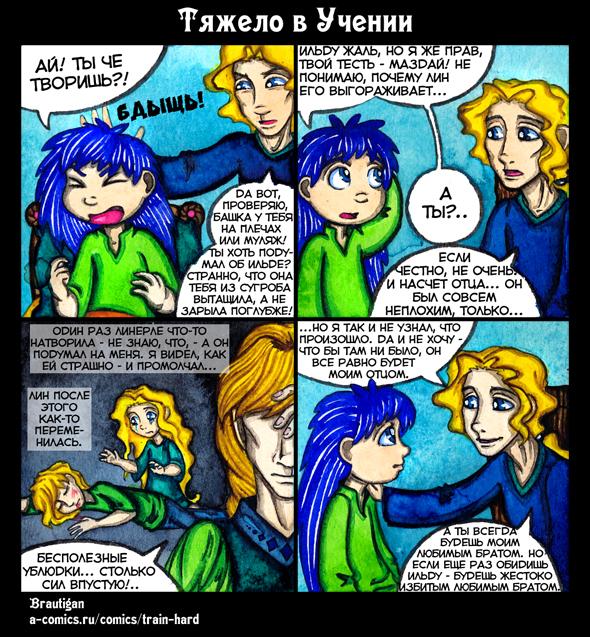 Тяжело в Учении
АЙ! ТЫ ЧЕ
ТВОРИШЬ?!
БДЫЩЬ!
ДА ВОТ,
ПРОВЕРЯЮ,
БАШКА У ТЕБЯ
НА ПЛЕЧАХ
ИЛИ МУЛЯЖ!
ТЫ ХОТЬ ПОДУ-
МАЛ ОБ ИЛЬДЕ?
СТРАННО, ЧТО ОНА
ТЕБЯ ИЗ СУГРОБА
ВЫТАЩИЛА, А НЕ
ЗАРЫЛА ПОГЛУБЖЕ!
ИЛЬДУ ЖАЛЬ, НО Я ЖЕ ПРАВ,
ТВОЙ ТЕСТЬ - МАЗДАЙ! НЕ
ПОНИМАЮ, ПОЧЕМУ ЛИН
ЕГО ВЫГОРАЖИВАЕТ...
А
ТЫ?..
ЕСЛИ
ЧЕСТНО, НЕ ОЧЕНЬ.
И НАСЧЕТ ОТЦА... ОН
БЫЛ СОВСЕМ
НЕПЛОХИМ, ТОЛЬКО...
ОДИН РАЗ ЛИНЕРЛЕ ЧТО-ТО
НАТВОРИЛА - НЕ ЗНАЮ, ЧТО, - А ОН
ПОДУМАЛ НА МЕНЯ. Я ВИДЕЛ, КАК
ЕЙ СТРАШНО - И ПРОМОЛЧАЛ...
ЛИН ПОСЛЕ
ЭТОГО
КАК-ТО
ПЕРЕМЕ-
НИЛАСЬ.
БЕСПОЛЕЗНЫЕ
УБЛЮДКИ... СТОЛЬКО
СИЛ ВПУСТУЮ!..
...НО Я ТАК И НЕ УЗНАЛ, ЧТО
ПРОИЗОШЛО. ДА И НЕ ХОЧУ -
ЧТО БЫ ТАМ НИ БЫЛО, ОН
ВСЕ РАВНО БУДЕТ
МОИМ ОТЦОМ.
А ТЫ ВСЕГДА
БУДЕШЬ МОИМ
ЛЮБИМЫМ БРАТОМ. НО
ЕСЛИ ЕЩЕ РАЗ ОБИДИШЬ
ИЛЬДУ - БУДЕШЬ ЖЕСТОКО
ИЗБИТЫМ ЛЮБИМЫМ БРАТОМ.
Brautigan
a-comics.ru/comics/train-hard